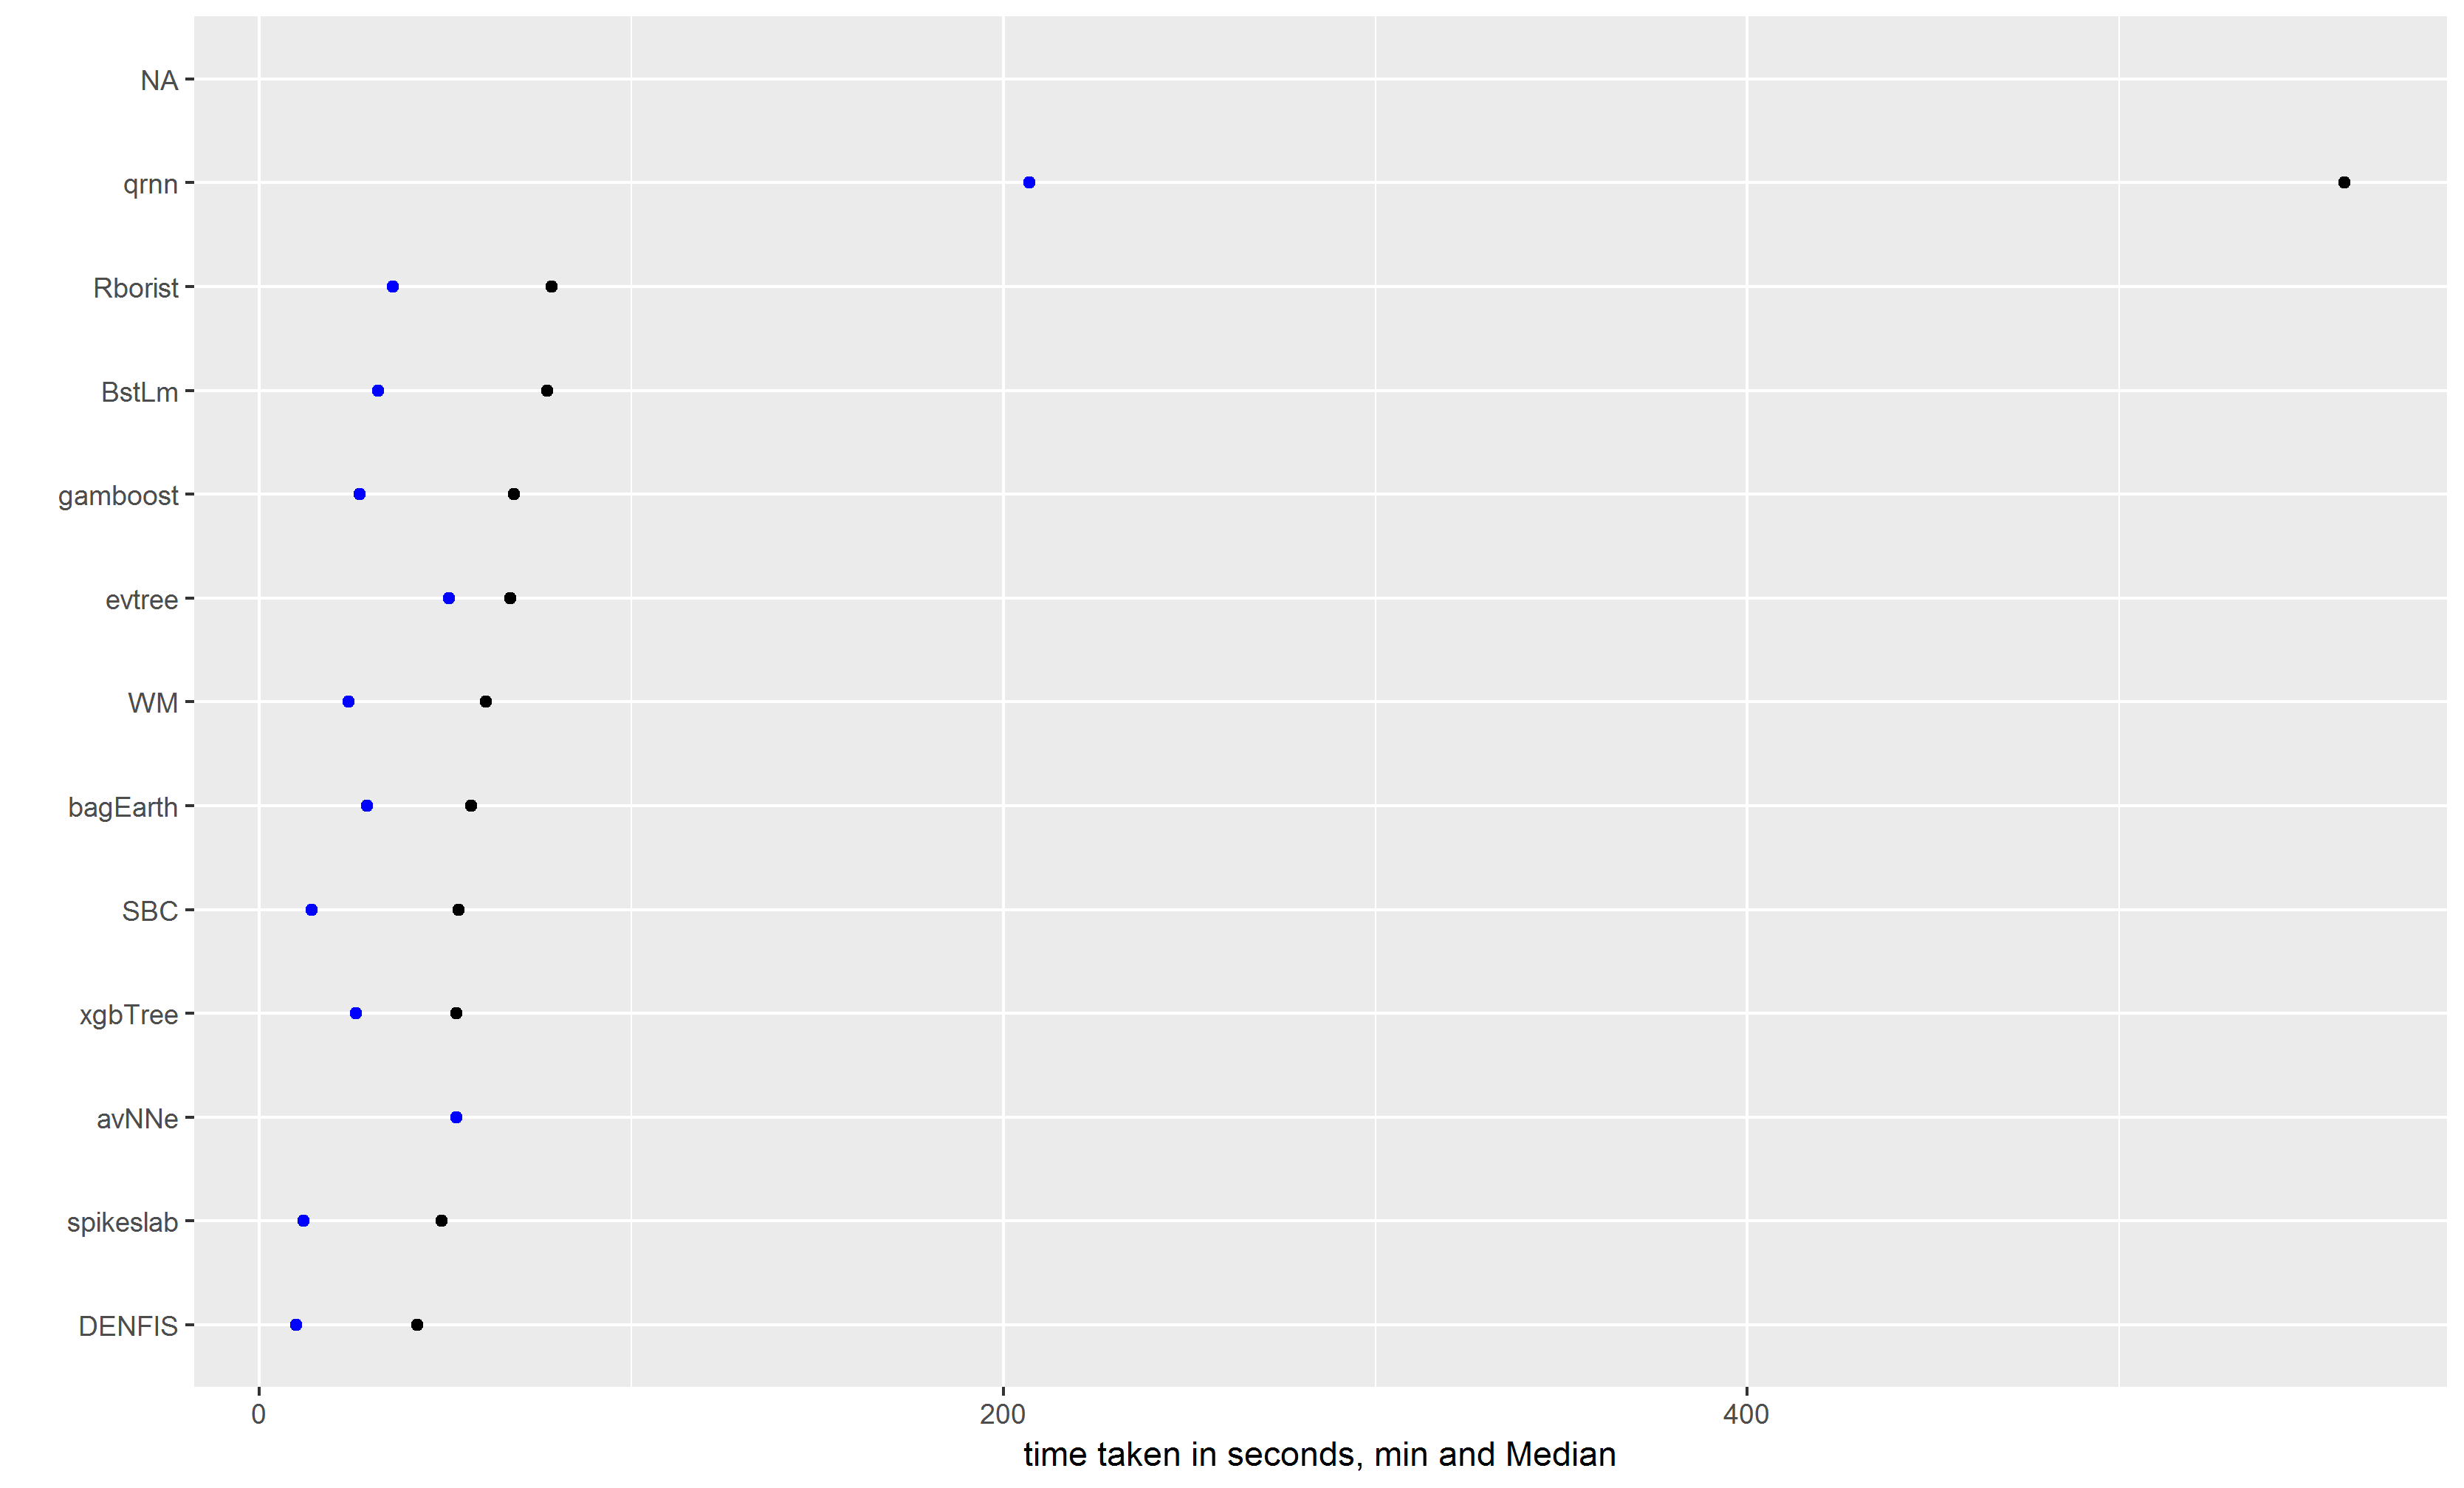 NA
qrnn
Rborist
BstLm
gamboost
evtree
WM
bagEarth
SBC
xgbTree
avNNe
spikeslab
DENFIS
0 200 400
time taken in seconds, min and Median